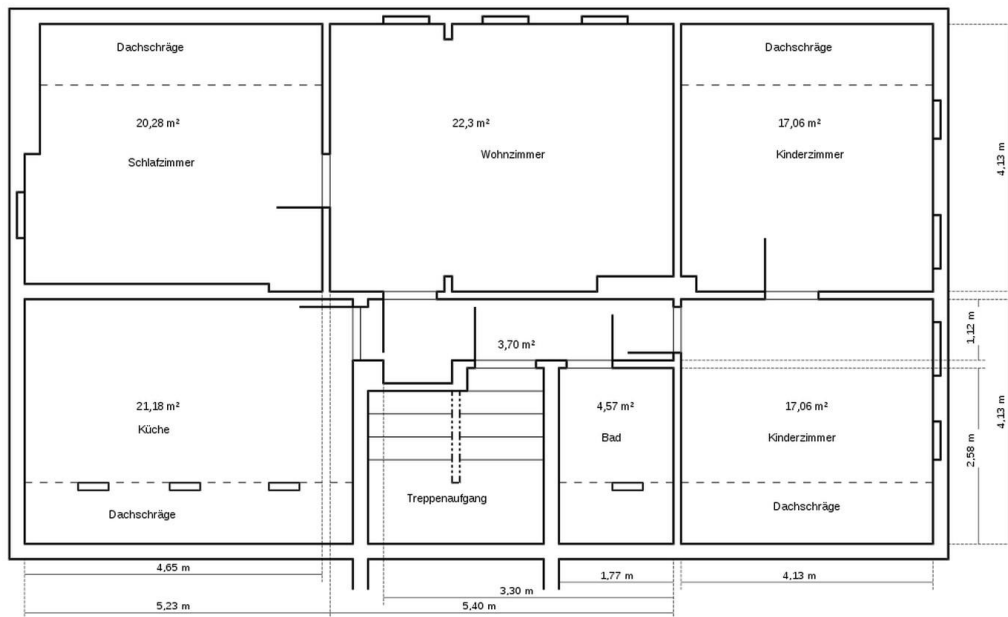 Dachschräge
Dachschräge
20,28 m²
22,3 m²
17,06 m²
Schlafzimmer
Wohnzimmer
Kinderzimmer
4,13 m
3,70 m²
1,12 m
21,18 m²
4,57 m²
17,06 m²
Küche
Bad
Kinderzimmer
4,13 m
2,58 m
Treppenaufgang
Dachschräge
Dachschräge
4,65 m
1,77 m
4,13 m
3,30 m
5,23 m
5,40 m